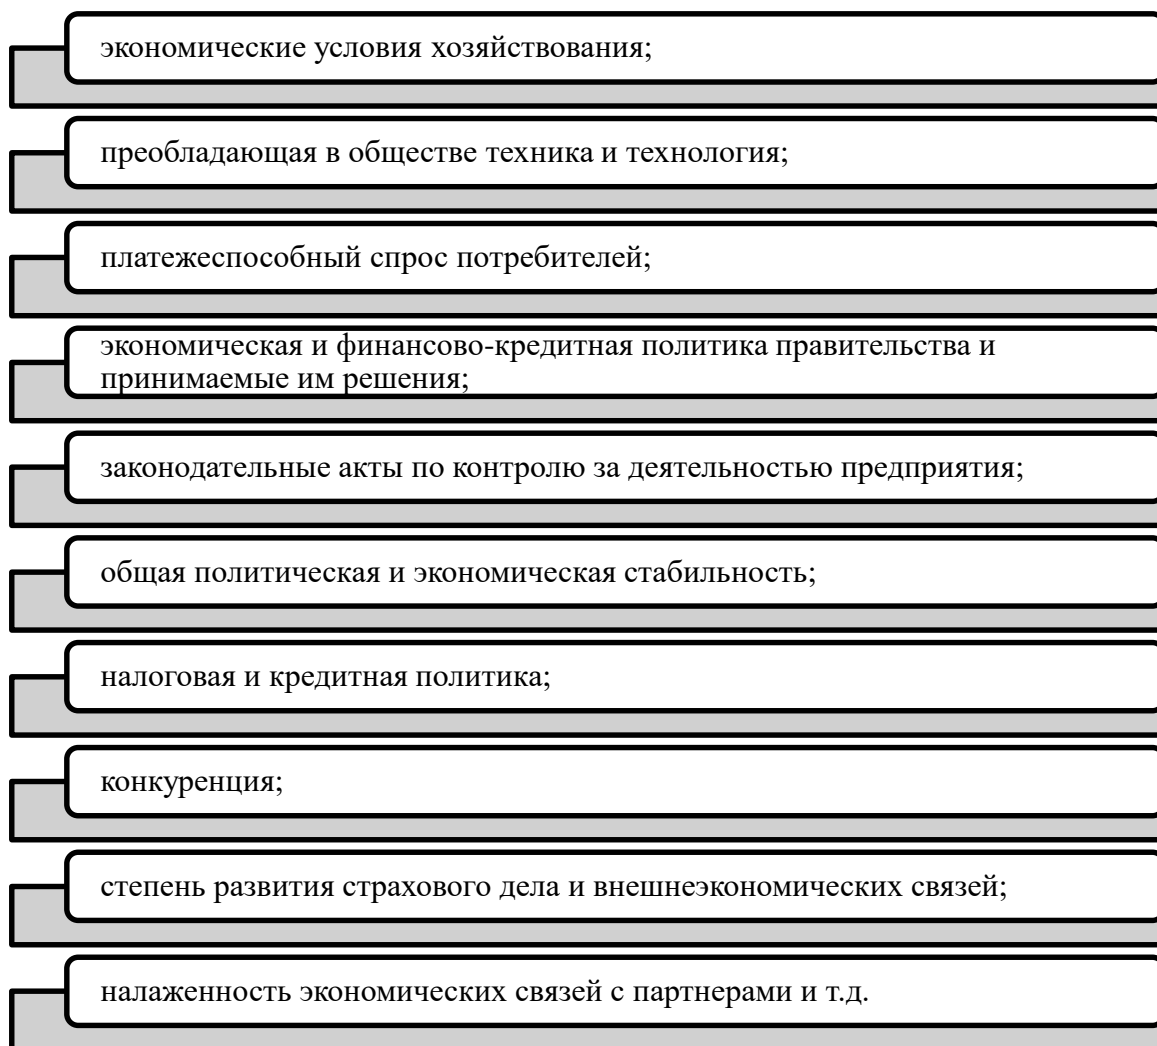 экономические условия хозяйствования;
преобладающая в обществе техника и технология;
платежеспособный спрос потребителей;
экономическая и финансово-кредитная политика правительства и
принимаемые им решения;
законодательные акты по контролю за деятельностью предприятия;
общая политическая и экономическая стабильность;
налоговая и кредитная политика;
конкуренция;
степень развития страхового дела и внешнеэкономических связей;
налаженность экономических связей с партнерами и т.д.